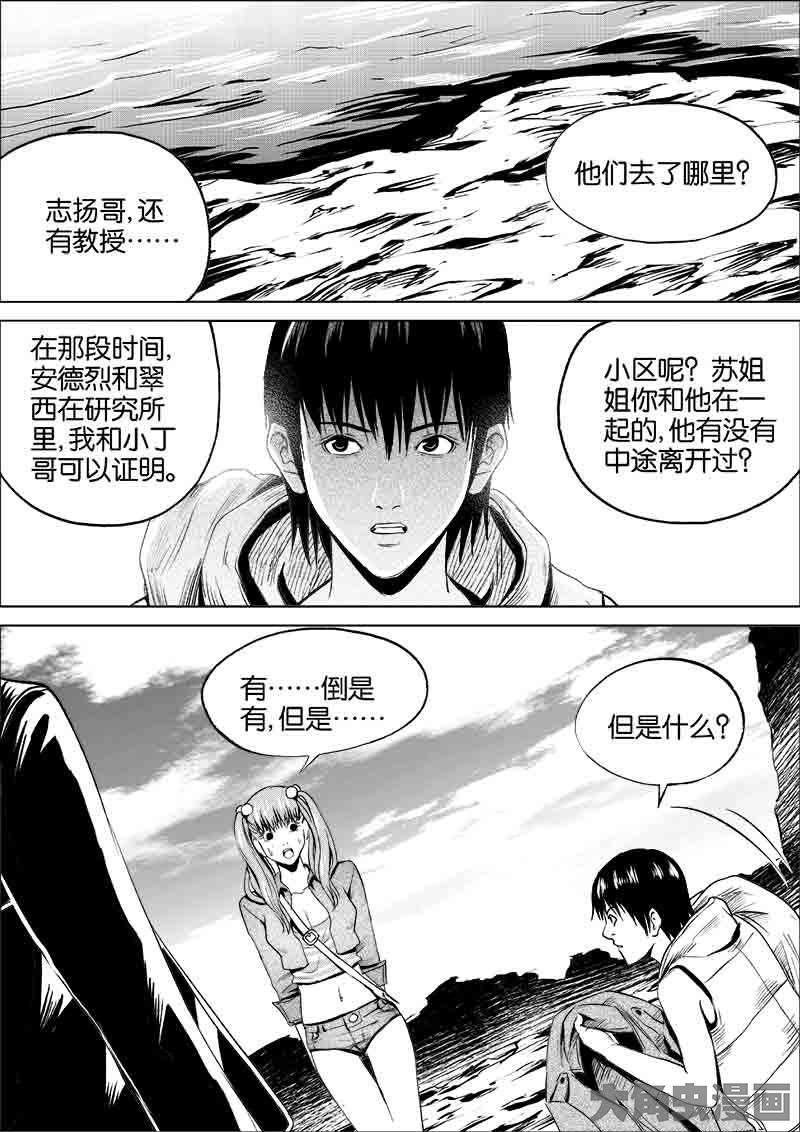 志扬哥,还
有教授……
他们去了哪里?
在那段时间,
安德烈和翠
西在研究所
里,我和小丁
哥可以证明。
小区呢?苏姐
姐你和他在一
起的,他有没有
中途离开过?
有……倒是
有,但是……
但是什么?
大角虫漫画